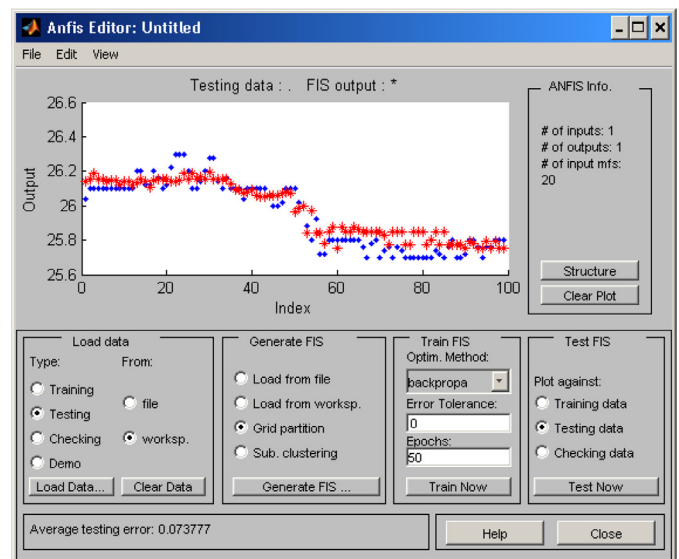 Anfis Editor: Untitled
File Edit View
Testing data : . FIS output : *
26.6
26.4
26.2
26
25.8
25.6
Output
0 20 40 60 80 100
Index
ANFIS Info.
# of inputs: 1
# of outputs: 1
# of input mfs:
20
Structure
Clear Plot
Load data
Type: From:
Training
Testing
Checking
Demo
file
worksp.
Load Data... Clear Data
Generate FIS
Load from file
Load from worksp.
Grid partition
Sub. clustering
Generate FIS ...
Train FIS
Optim. Method:
backpropa
Error Tolerance:
0
Epochs:
50
Train Now
Test FIS
Plot against:
Training data
Testing data
Checking data
Test Now
Average testing error: 0.073777
Help Close